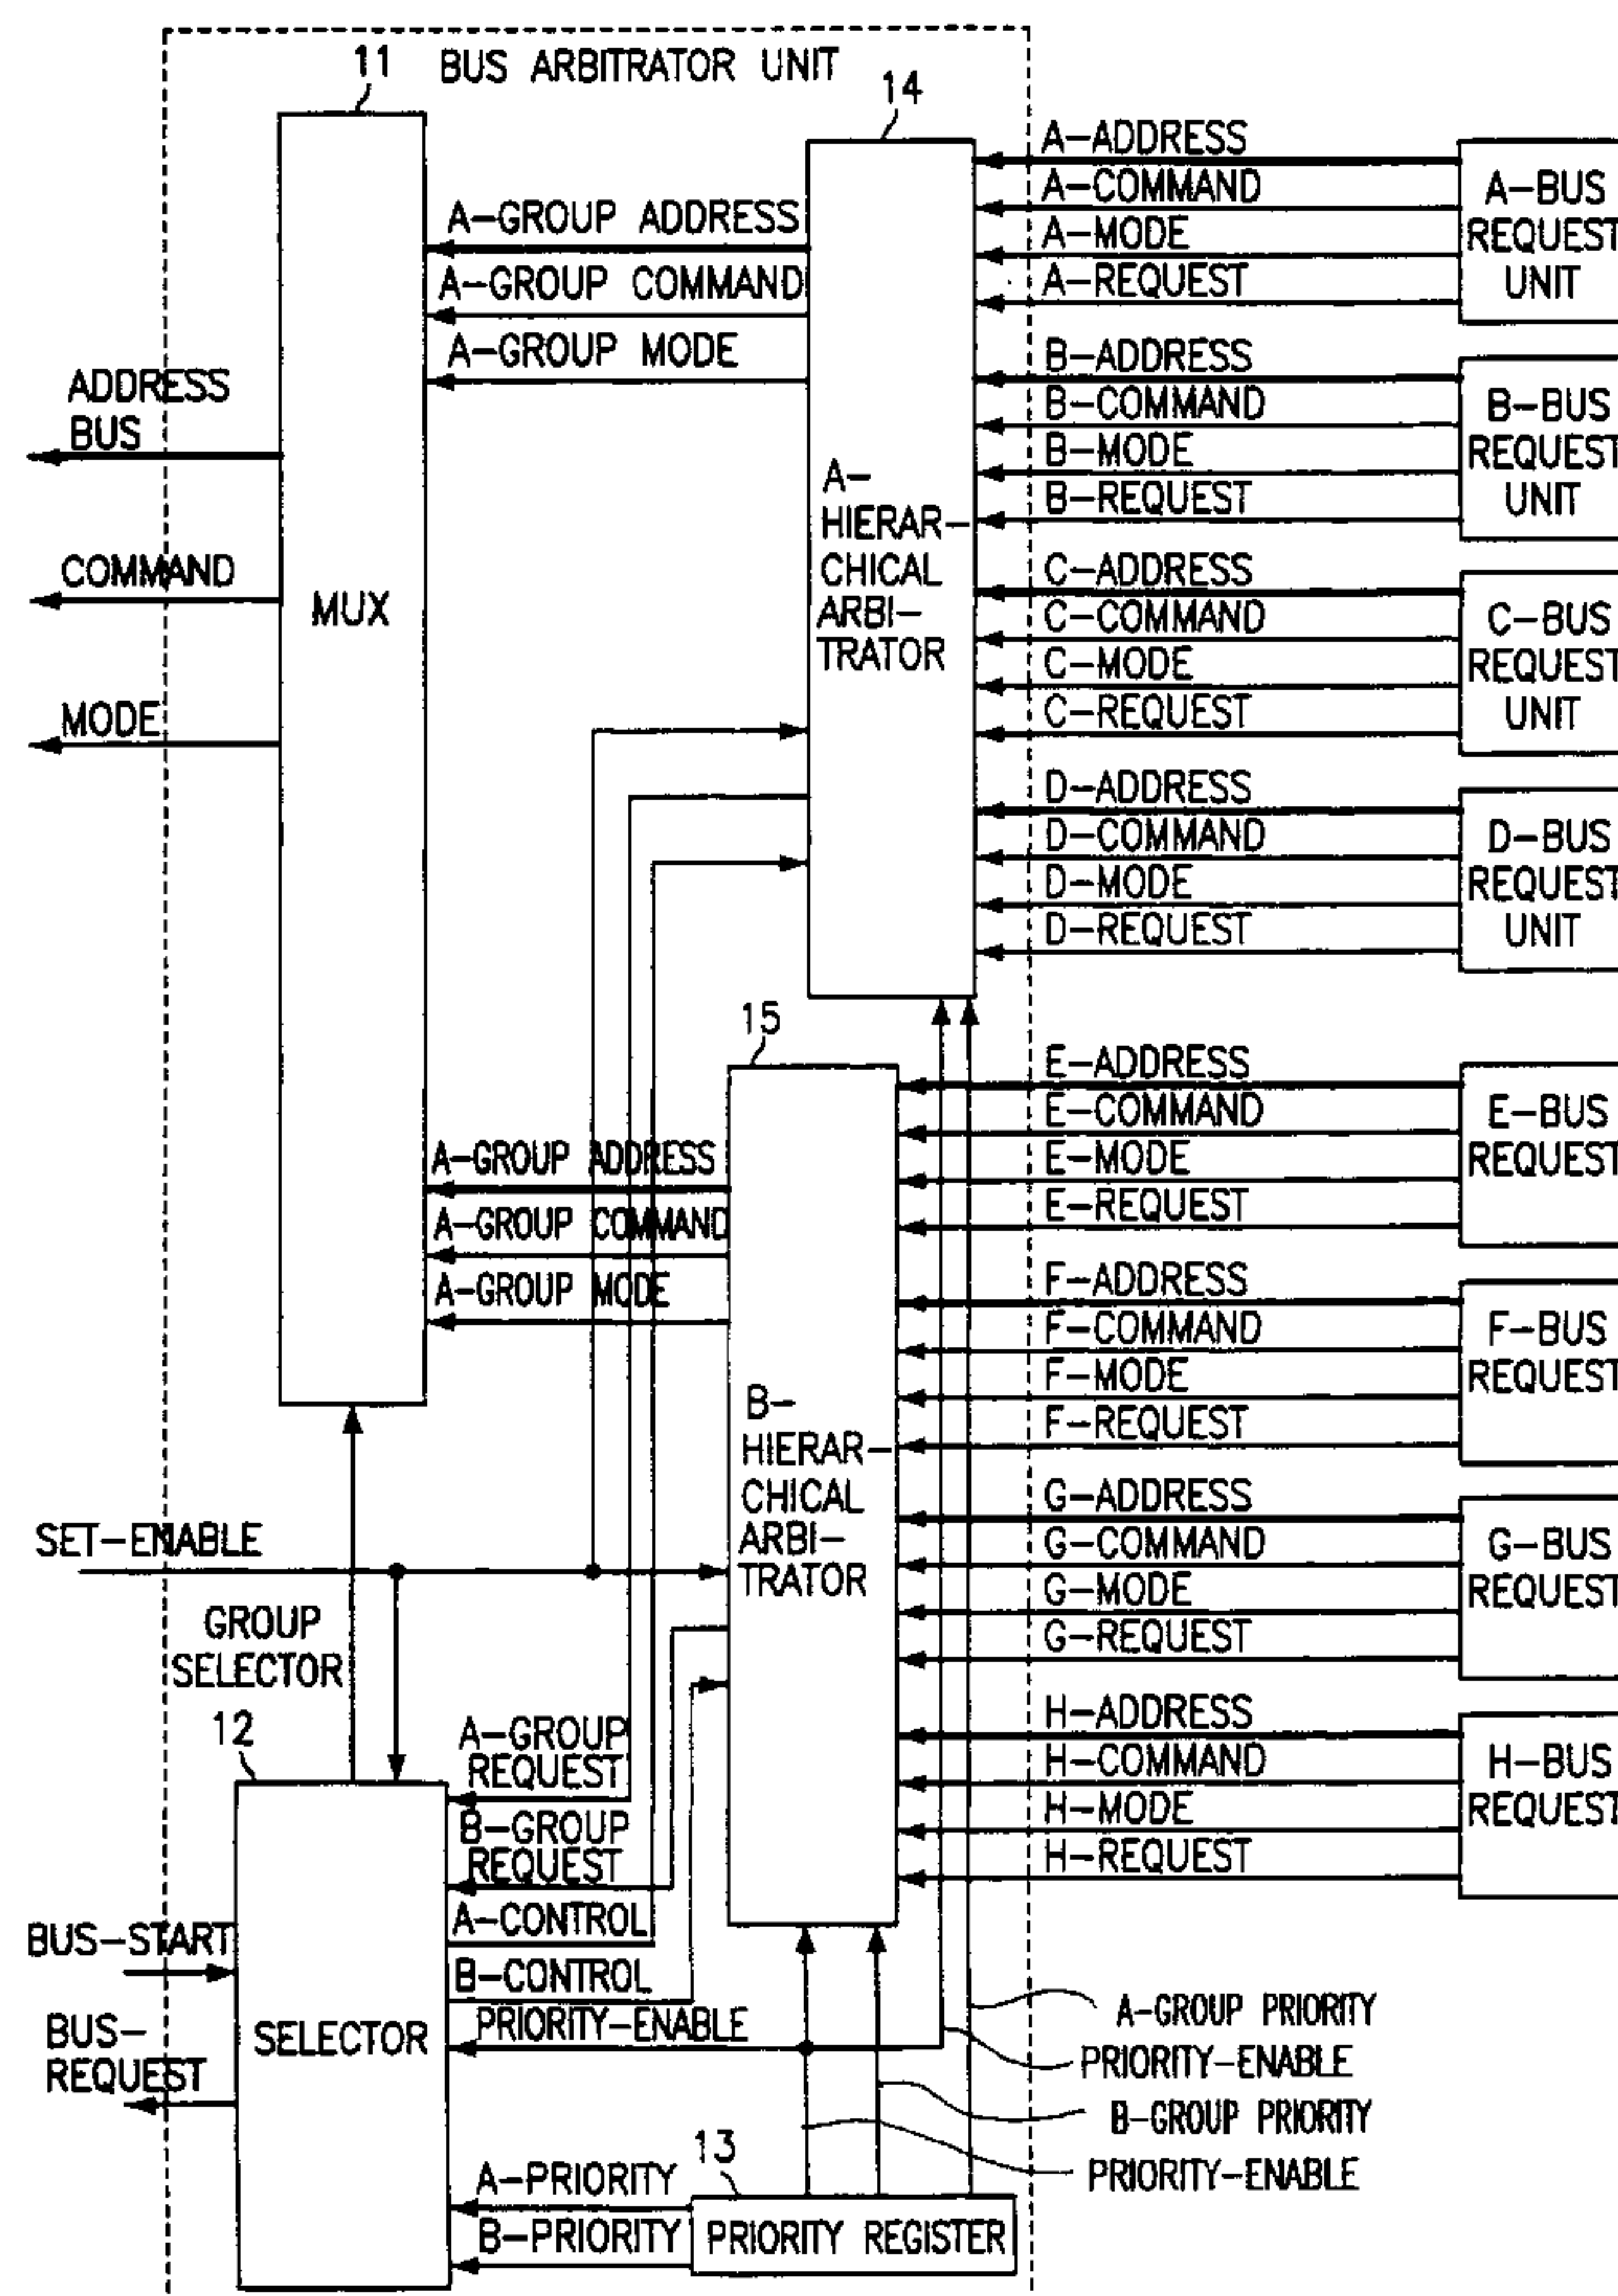 BUS ARBITRATOR UNIT
11
14
A-ADDRESS
A-COMMAND
A-MODE
A-REQUEST
A-BUS
REQUEST
UNIT
A-GROUP ADDRESS
A-GROUP COMMAND
A-GROUP MODE
B-ADDRESS
B-COMMAND
B-MODE
B-REQUEST
B-BUS
REQUEST
UNIT
ADDRESS
BUS
COMMAND
MODE
MUX
A-
HIERAR-
CHICAL
ARBI-
TRATOR
C-ADDRESS
C-COMMAND
C-MODE
C-REQUEST
C-BUS
REQUEST
UNIT
D-ADDRESS
D-COMMAND
D-MODE
D-REQUEST
D-BUS
REQUEST
UNIT
15
E-ADDRESS
E-COMMAND
E-MODE
E-REQUEST
E-BUS
REQUEST
A-GROUP ADDRESS
A-GROUP COMMAND
A-GROUP MODE
F-ADDRESS
F-COMMAND
F-MODE
F-REQUEST
F-BUS
REQUEST
B-
HIERAR-
CHICAL
ARBI-
TRATOR
G-ADDRESS
G-COMMAND
G-MODE
G-REQUEST
G-BUS
REQUEST
SET-ENABLE
GROUP
SELECTOR
12
H-ADDRESS
H-COMMAND
H-MODE
H-REQUEST
H-BUS
REQUEST
A-GROUP
REQUEST
B-GROUP
REQUEST
A-CONTROL
B-CONTROL
PRIORITY-ENABLE
BUS-START
BUS-
REQUEST
SELECTOR
A-GROUP PRIORITY
PRIORITY-ENABLE
B-GROUP PRIORITY
PRIORITY-ENABLE
13
A-PRIORITY
B-PRIORITY
PRIORITY REGISTER